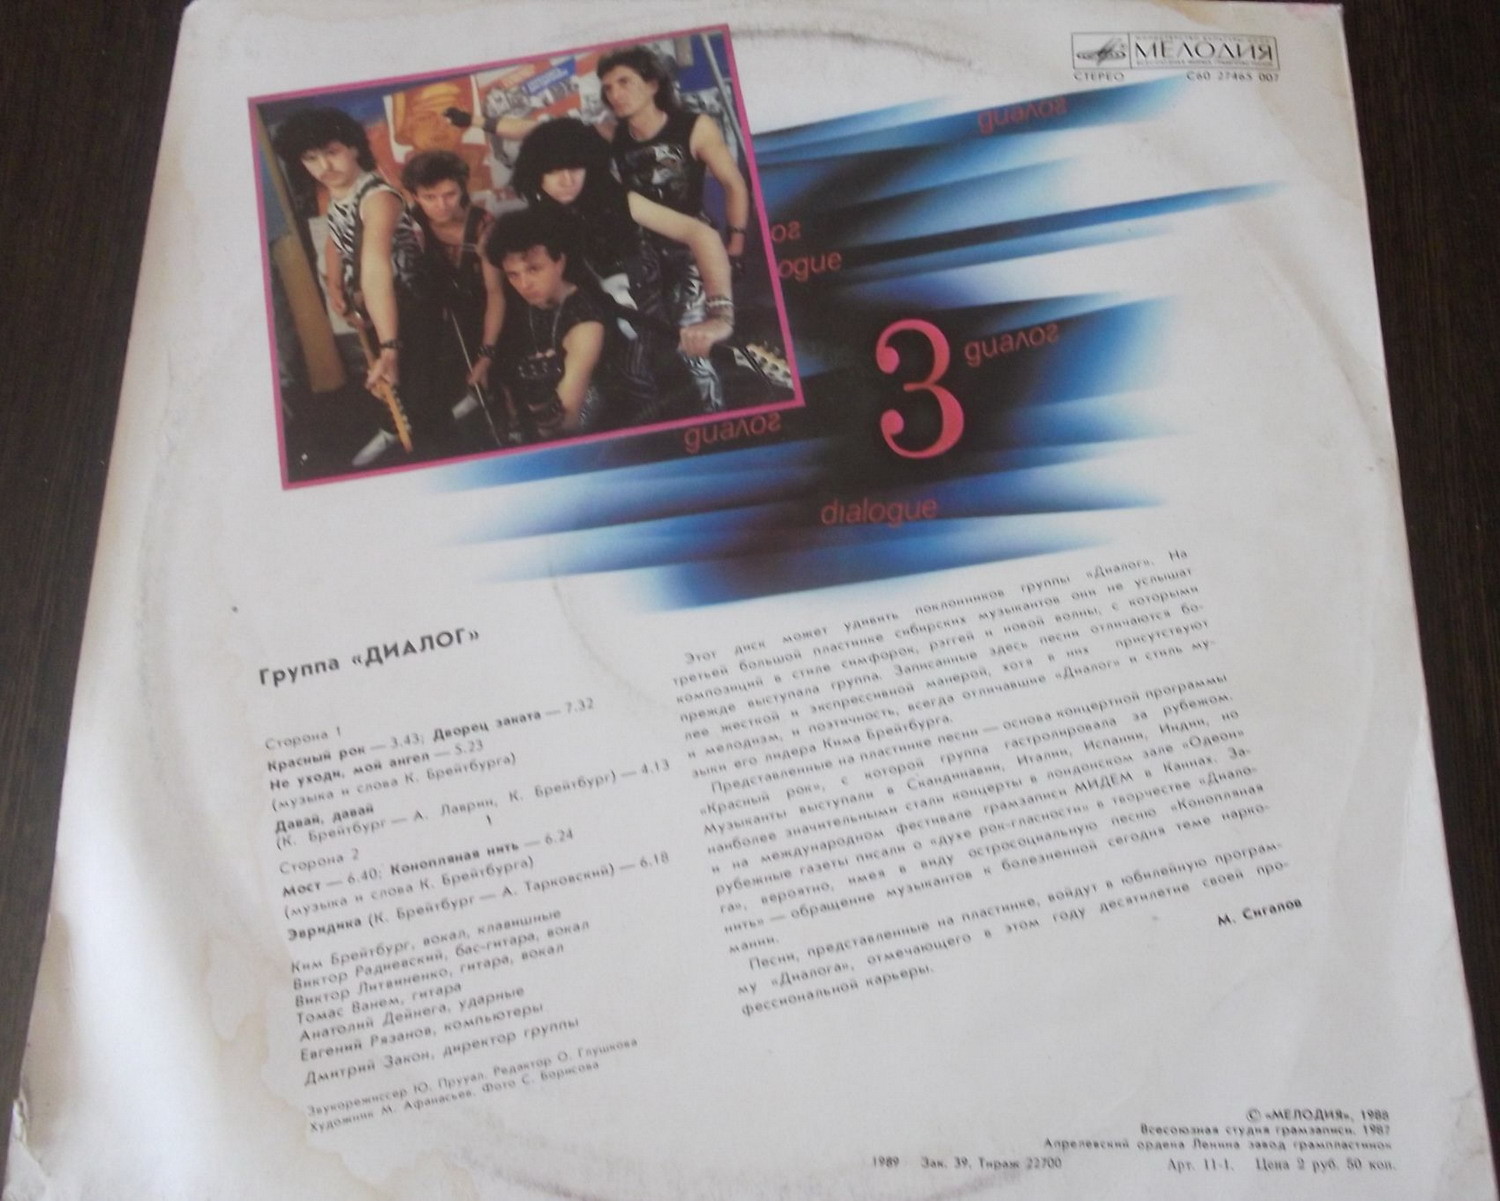 МЕЛОДИЯ
СТЕРЕО С60 27465 007
диалог
ог
ogue
3
диалог
диалог
dialogue
Группа «ДИАЛОГ»
Сторона 1
Красный рок — 3.43; Дворец заката — 7.32
Не уходи, мой ангел — 5.23
(музыка и слова К. Брейтбурга)
Давай, давай
(К. Брейтбург — А. Лаврин, К. Брейтбург) — 4.13
Сторона 2
Мост — 6.40; Конопляная нить — 6.24
(музыка и слова К. Брейтбурга)
Эвридика (К. Брейтбург — А. Тарковский) — 6.18
Ким Брейтбург, вокал, клавишные
Виктор Радиевский, бас-гитара, вокал
Виктор Литвиненко, гитара, вокал
Томас Ванем, гитара
Анатолий Дейнега, ударные
Евгений Рязанов, компьютеры
Дмитрий Закон, директор группы
Звукорежиссер Ю. Прууал. Редактор О. Глушкова
Художник М. Афанасьев. Фото С. Борисова
Этот диск может удивить поклонников группы «Диалог». На
третьей большой пластинке сибирских музыкантов они не услышат
композиций в стиле симфорок, рэггей и новой волны, с которыми
прежде выступала группа. Записанные здесь песни отличаются бо-
лее жесткой и экспрессивной манерой, хотя в них присутствуют
и мелодизм, и поэтичность, всегда отличавшие «Диалог» и стиль му-
зыки его лидера Кима Брейтбурга.
Представленные на пластинке песни — основа концертной программы
«Красный рок», с которой группа гастролировала за рубежом.
Музыканты выступали в Скандинавии, Италии, Испании, Индии, но
наиболее значительными стали концерты в лондонском зале «Одеон»
и на международном фестивале грамзаписи МИДЕМ в Каннах. За-
рубежные газеты писали о «духе рок-гласности» в творчестве «Диало-
га», вероятно, имея в виду остросоциальную песню «Конопляная
нить» — обращение музыкантов к болезненной сегодня теме нарко-
мании.
Песни, представленные на пластинке, войдут в юбилейную програм-
му «Диалога», отмечающего в этом году десятилетие своей про-
фессиональной карьеры.
М. Сигалов
© «МЕЛОДИЯ», 1988
Всесоюзная студия грамзаписи. 1987
Апрелевский ордена Ленина завод грампластинок
1989 Зак. 39. Тираж 22700 Арт. 11-1. Цена 2 руб. 50 коп.